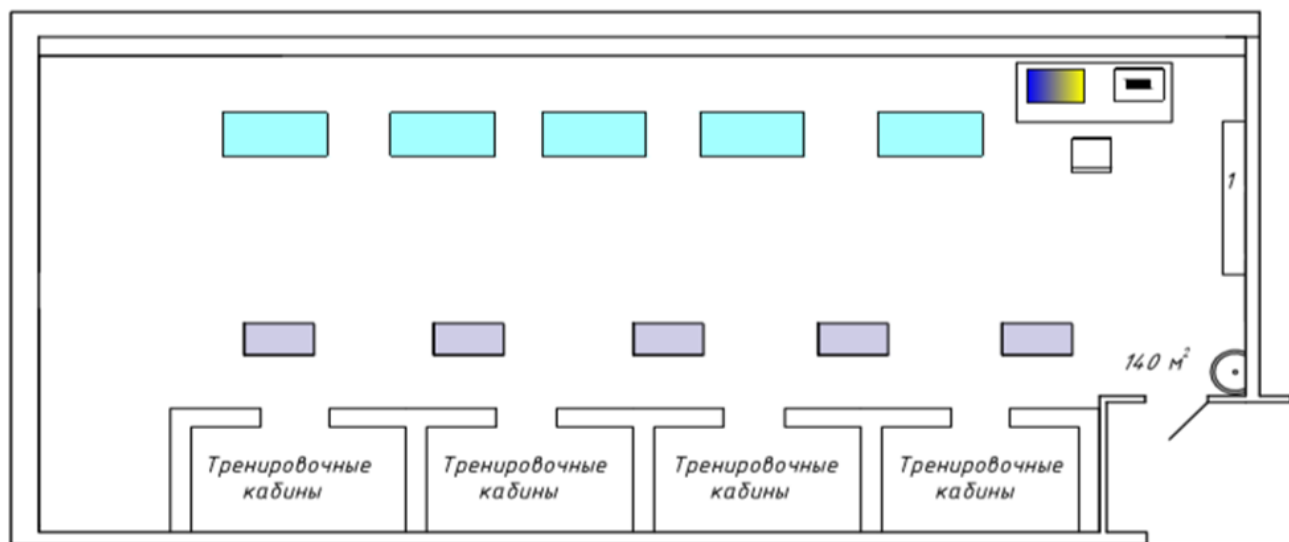 1
140 м²
Тренировочные
кабины
Тренировочные
кабины
Тренировочные
кабины
Тренировочные
кабины